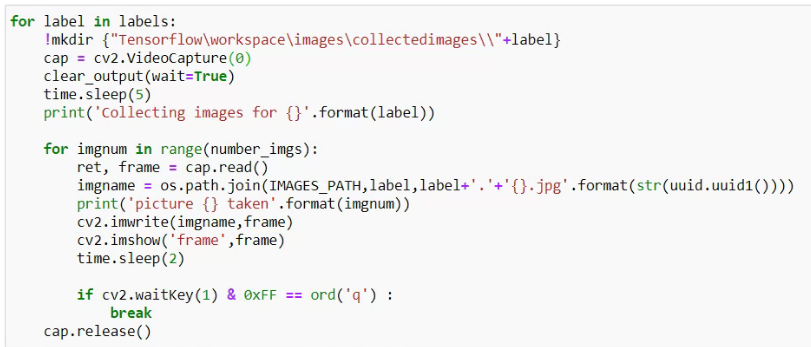 for label in labels:
    !mkdir {"Tensorflow\workspace\images\collectedimages\\"+label}
    cap = cv2.VideoCapture(0)
    clear_output(wait=True)
    time.sleep(5)
    print('Collecting images for {}'.format(label))

    for imgnum in range(number_imgs):
        ret, frame = cap.read()
        imgname = os.path.join(IMAGES_PATH,label,label+'.'+'{}.jpg'.format(str(uuid.uuid1())))
        print('picture {} taken'.format(imgnum))
        cv2.imwrite(imgname,frame)
        cv2.imshow('frame',frame)
        time.sleep(2)

        if cv2.waitKey(1) & 0xFF == ord('q') :
            break
    cap.release()